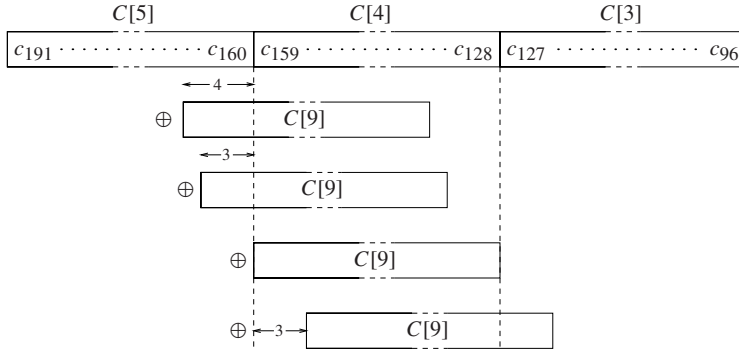 C[5] C[4] C[3]
c191 · · · · · · · · · · · · c160 c159 · · · · · · · · · · · · c128 c127 · · · · · · · · · · · · c96
4
⊕ C[9]
3
⊕ C[9]
⊕ C[9]
⊕ 3 C[9]